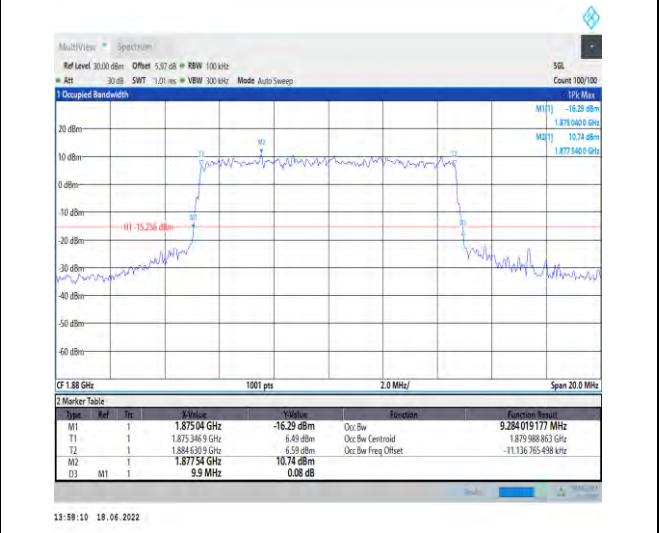 MultiView Spectrum
Ref Level 30.00 dBm Offset 5.97 dB RBW 100 kHz SGL
Att 30 dB SWT 1.01 ms VBW 300 kHz Mode Auto Sweep Count 100/100
1 Occupied Bandwidth 1Pk Max
M1[1] -16.29 dBm
1.875 0400 GHz
M2[1] 10.74 dBm
1.877 5400 GHz
20 dBm
M2
T1 T2
10 dBm
0 dBm
-10 dBm
M1
H1 -15.256 dBm
D3
-20 dBm
-30 dBm
-40 dBm
-50 dBm
-60 dBm
CF 1.88 GHz 1001 pts 2.0 MHz/ Span 20.0 MHz
2 Marker Table
Type Ref Trc X-Value Y-Value Function Function Result
M1 1 1.87504 GHz -16.29 dBm Occ Bw 9.284 019 177 MHz
T1 1 1.875 346 9 GHz 6.49 dBm Occ Bw Centroid 1.879 988 863 GHz
T2 1 1.884 630 9 GHz 6.59 dBm Occ Bw Freq Offset -11.136 765 498 kHz
M2 1 1.87754 GHz 10.74 dBm
D3 M1 1 9.9 MHz 0.08 dB
13:58:10 18.06.2022